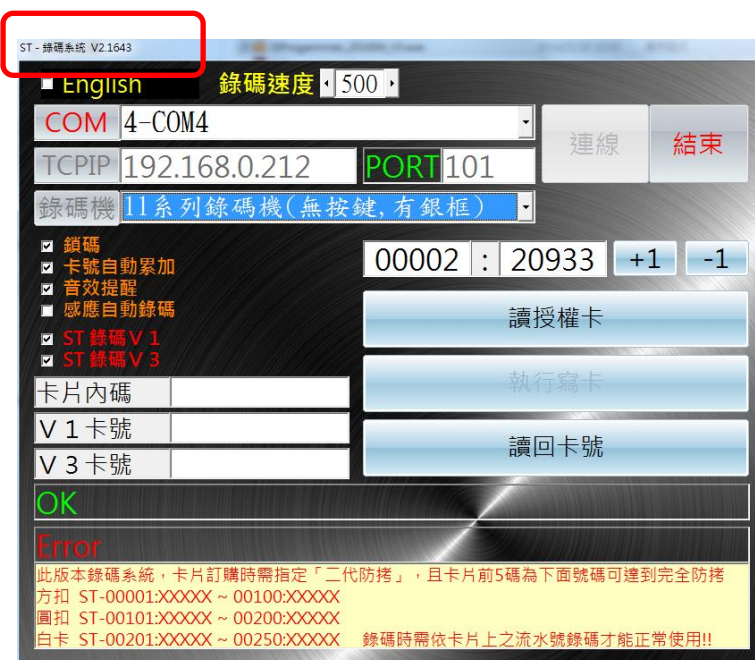 ST - 錄碼系統 V2.1643
English 錄碼速度 500
COM 4-COM4 連線 結束
TCPIP 192.168.0.212 PORT 101
錄碼機 11系列錄碼機(無按鍵,有銀框)
鎖碼
卡號自動累加
音效提醒
感應自動錄碼
ST 錄碼V 1
ST 錄碼V 3
00002 : 20933 +1 -1
讀授權卡
執行寫卡
讀回卡號
卡片內碼
V 1 卡號
V 3 卡號
OK
Error
此版本錄碼系統，卡片訂購時需指定「二代防拷」，且卡片前5碼為下面號碼可達到完全防拷
方扣 ST-00001:XXXXX ~ 00100:XXXXX
圓扣 ST-00101:XXXXX ~ 00200:XXXXX
白卡 ST-00201:XXXXX ~ 00250:XXXXX 錄碼時需依卡片上之流水號錄碼才能正常使用!!